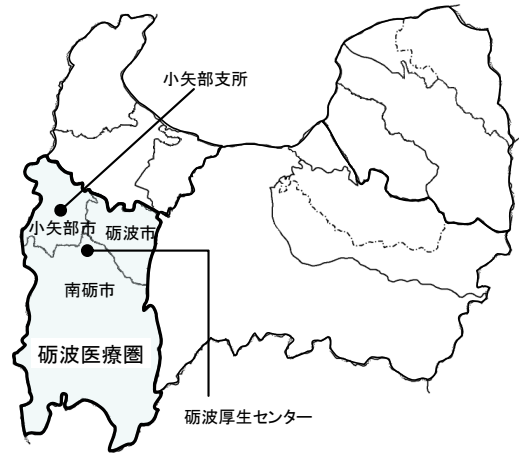 小矢部支所
小矢部市
砺波市
南砺市
砺波医療圏
砺波厚生センター